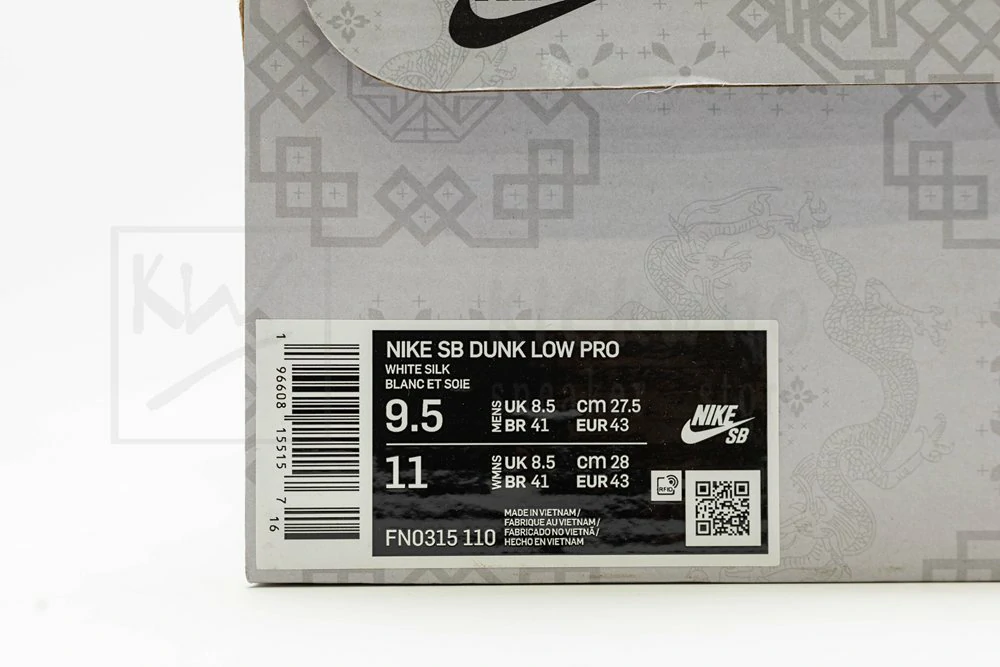 NIKE SB DUNK LOW PRO
WHITE SILK
BLANC ET SOIE
9.5 MENS UK 8.5 cm 27.5
BR 41 EUR 43
11 WMNS UK 8.5 cm 28
BR 41 EUR 43
FN0315 110
MADE IN VIETNAM /
FABRIQUE AU VIETNAM /
FABRICADO NO VIETNÃ /
HECHO EN VIETNAM
RFID
NIKE
SB
1 96608 15515 7 16
KW